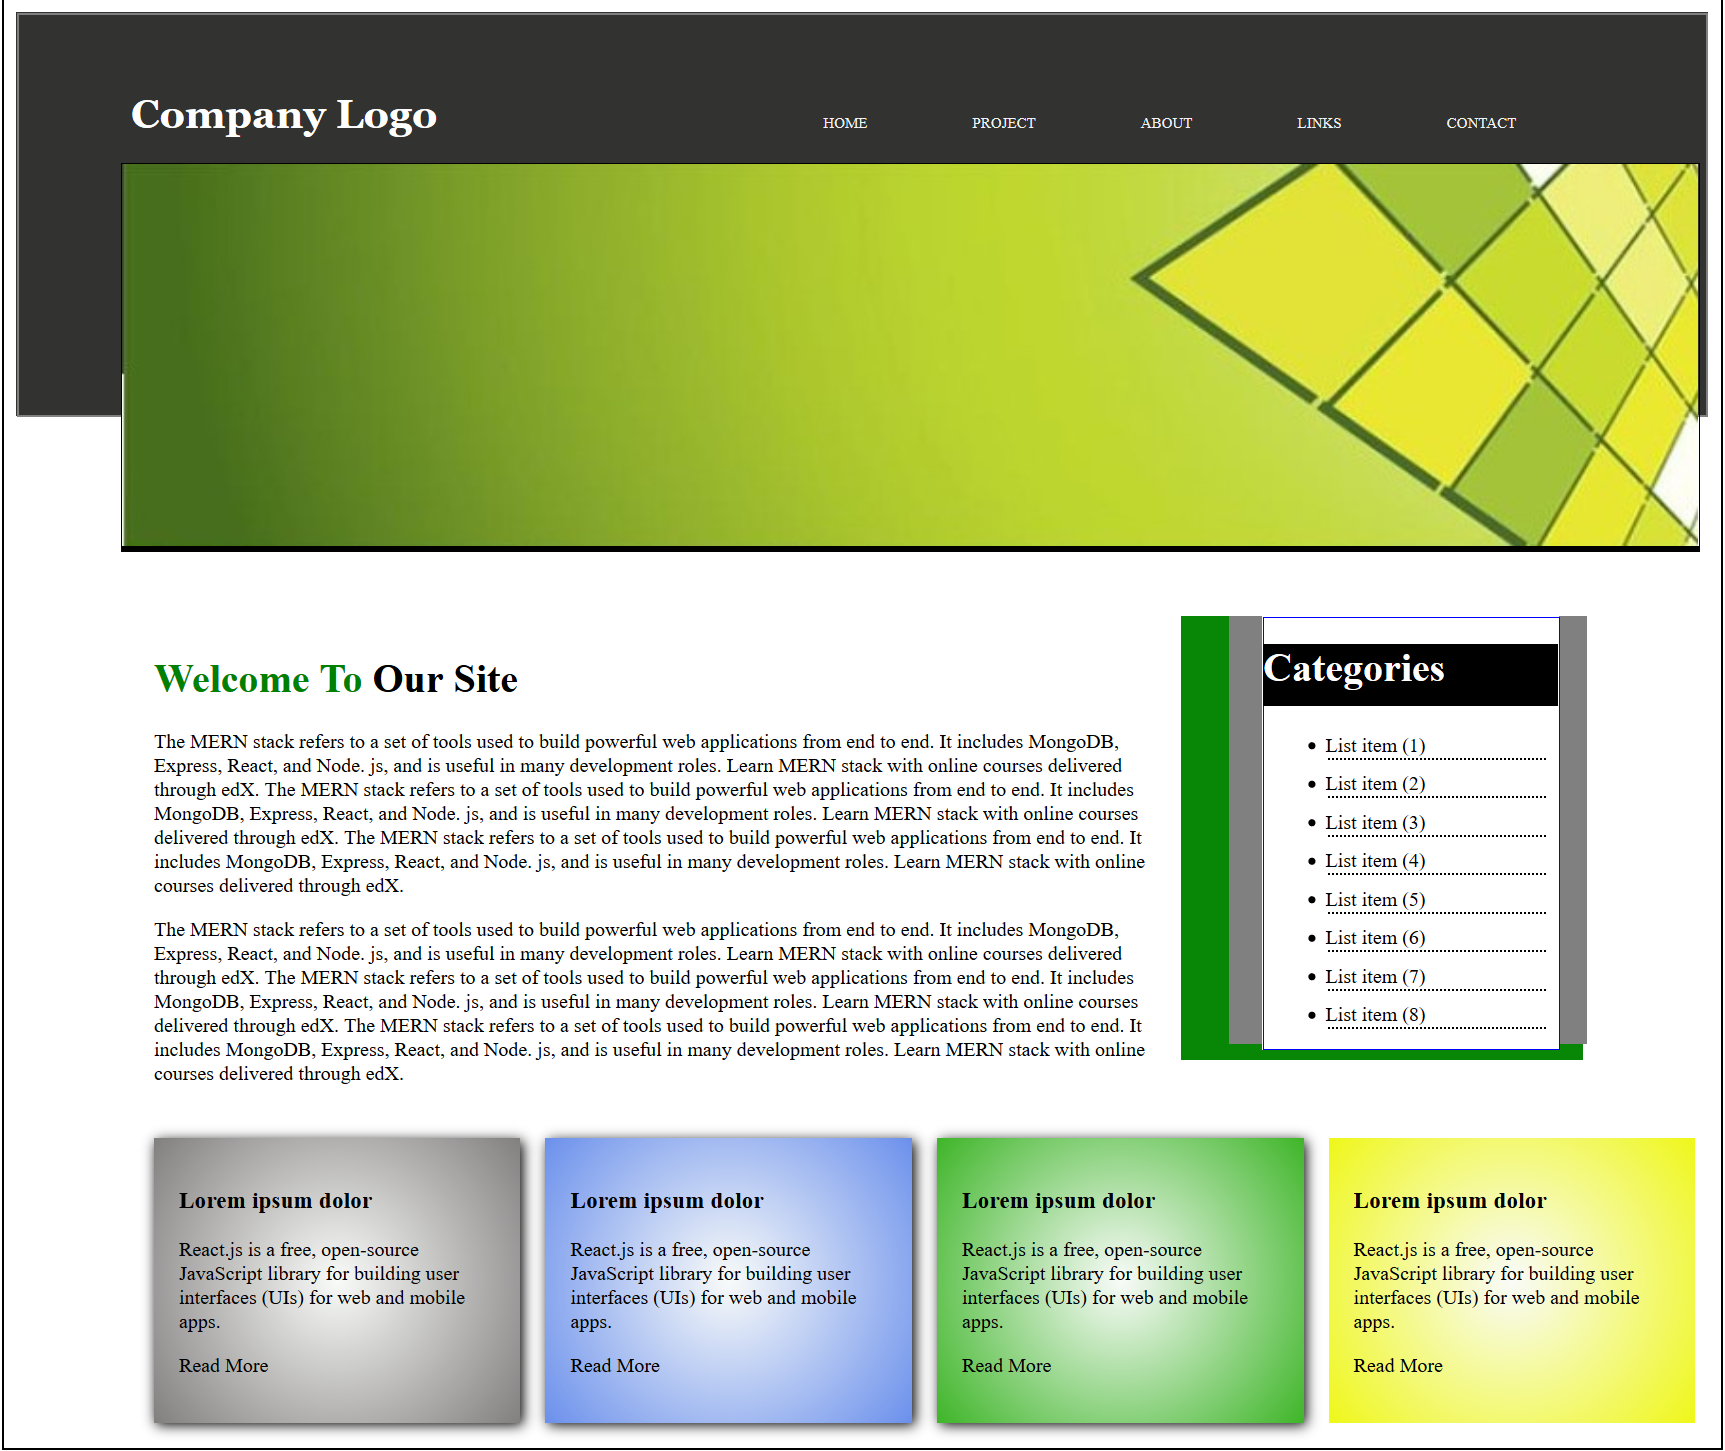 Company Logo
HOME PROJECT ABOUT LINKS CONTACT
Welcome To Our Site
The MERN stack refers to a set of tools used to build powerful web applications from end to end. It includes MongoDB,
Express, React, and Node. js, and is useful in many development roles. Learn MERN stack with online courses delivered
through edX. The MERN stack refers to a set of tools used to build powerful web applications from end to end. It includes
MongoDB, Express, React, and Node. js, and is useful in many development roles. Learn MERN stack with online courses
delivered through edX. The MERN stack refers to a set of tools used to build powerful web applications from end to end. It
includes MongoDB, Express, React, and Node. js, and is useful in many development roles. Learn MERN stack with online
courses delivered through edX.
The MERN stack refers to a set of tools used to build powerful web applications from end to end. It includes MongoDB,
Express, React, and Node. js, and is useful in many development roles. Learn MERN stack with online courses delivered
through edX. The MERN stack refers to a set of tools used to build powerful web applications from end to end. It includes
MongoDB, Express, React, and Node. js, and is useful in many development roles. Learn MERN stack with online courses
delivered through edX. The MERN stack refers to a set of tools used to build powerful web applications from end to end. It
includes MongoDB, Express, React, and Node. js, and is useful in many development roles. Learn MERN stack with online
courses delivered through edX.
Categories
List item (1)
List item (2)
List item (3)
List item (4)
List item (5)
List item (6)
List item (7)
List item (8)
Lorem ipsum dolor
React.js is a free, open-source
JavaScript library for building user
interfaces (UIs) for web and mobile
apps.
Read More
Lorem ipsum dolor
React.js is a free, open-source
JavaScript library for building user
interfaces (UIs) for web and mobile
apps.
Read More
Lorem ipsum dolor
React.js is a free, open-source
JavaScript library for building user
interfaces (UIs) for web and mobile
apps.
Read More
Lorem ipsum dolor
React.js is a free, open-source
JavaScript library for building user
interfaces (UIs) for web and mobile
apps.
Read More